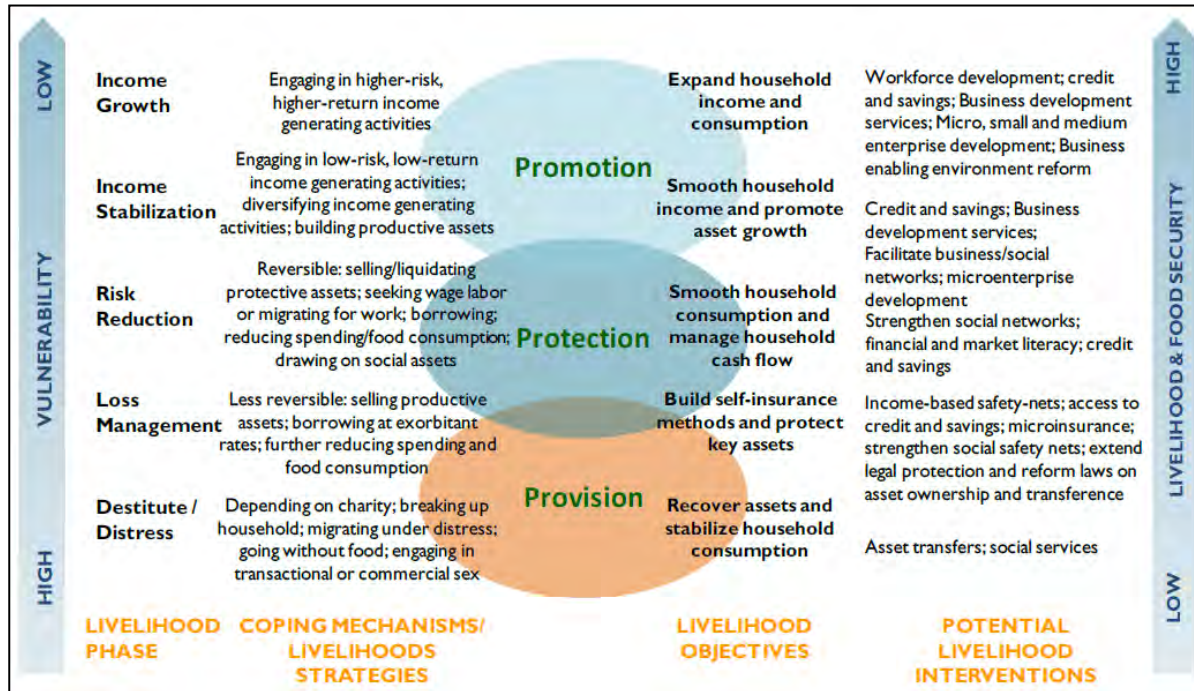 LOW
VULNERABILITY
HIGH
Income
Growth
Engaging in higher-risk,
higher-return income
generating activities
Expand household
income and
consumption
Workforce development; credit
and savings; Business development
services; Micro, small and medium
enterprise development; Business
enabling environment reform
Promotion
Income
Stabilization
Engaging in low-risk, low-return
income generating activities;
diversifying income generating
activities; building productive assets
Smooth household
income and promote
asset growth
Credit and savings; Business
development services;
Facilitate business/social
networks; microenterprise
development
Risk
Reduction
Reversible: selling/liquidating
protective assets; seeking wage labor
or migrating for work; borrowing;
reducing spending/food consumption;
drawing on social assets
Protection
Smooth household
consumption and
manage household
cash flow
Strengthen social networks;
financial and market literacy; credit
and savings
Loss
Management
Less reversible: selling productive
assets; borrowing at exorbitant
rates; further reducing spending and
food consumption
Build self-insurance
methods and protect
key assets
Income-based safety-nets; access to
credit and savings; microinsurance;
strengthen social safety nets; extend
legal protection and reform laws on
asset ownership and transference
Provision
Destitute /
Distress
Depending on charity; breaking up
household; migrating under distress;
going without food; engaging in
transactional or commercial sex
Recover assets and
stabilize household
consumption
Asset transfers; social services
HIGH
LIVELIHOOD & FOOD SECURITY
LOW
LIVELIHOOD
PHASE
COPING MECHANISMS/
LIVELIHOODS
STRATEGIES
LIVELIHOOD
OBJECTIVES
POTENTIAL
LIVELIHOOD
INTERVENTIONS